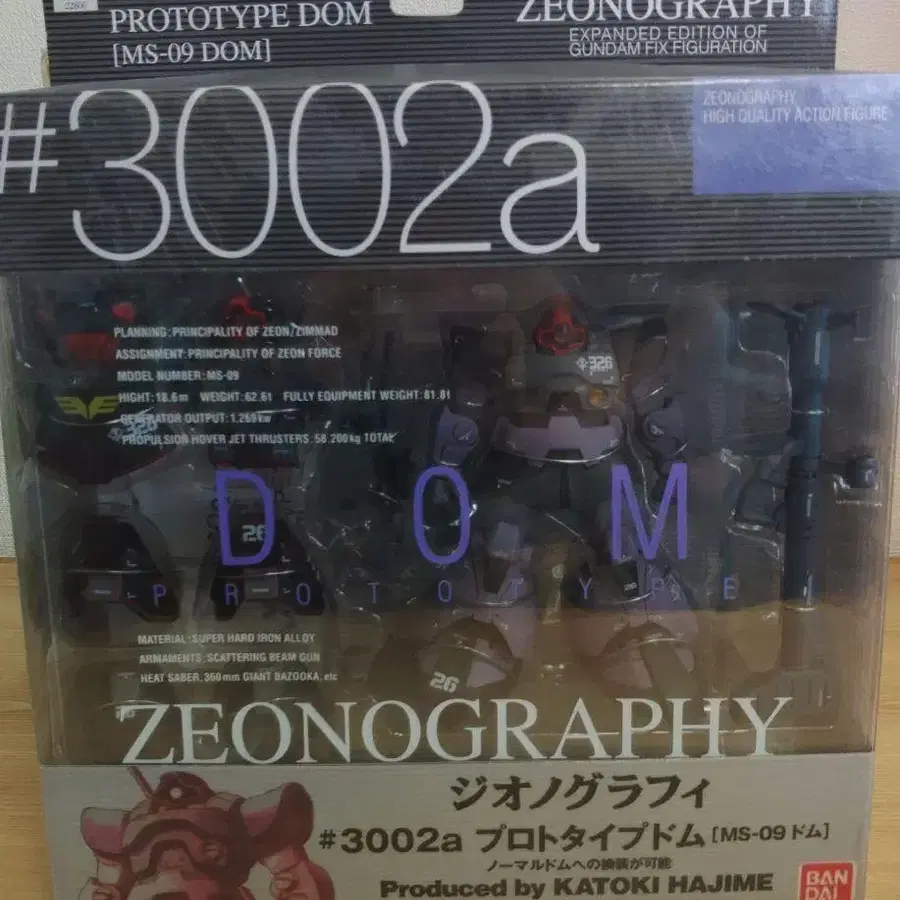 PROTOTYPE DOM
[MS-09 DOM]
ZEONOGRAPHY
EXPANDED EDITION OF
GUNDAM FIX FIGURATION
#3002a
ZEONOGRAPHY
HIGH QUALITY ACTION FIGURE
PLANNING:PRINCIPALITY OF ZEON/ZIMMAD
ASSIGNMENT:PRINCIPALITY OF ZEON FORCE
MODEL NUMBER:MS-09
HIGHT:18.6m WEIGHT:62.6t FULLY EQUIPMENT WEIGHT:81.8t
GENERATOR OUTPUT:1.269kw
PROPULSION HOVER JET THRUSTERS:58.200kg TOTAL
326
326
26
DOM
PROTOTYPE
26
26
MATERIAL:SUPER HARD IRON ALLOY
ARMAMENTS:SCATTERING BEAM GUN
HEAT SABER, 360mm GIANT BAZOOKA, etc
ZEONOGRAPHY
ジオノグラフィ
#3002a プロトタイプドム [MS-09 ドム]
ノーマルドムへの換装が可能
Produced by KATOKI HAJIME
BAN
DAI